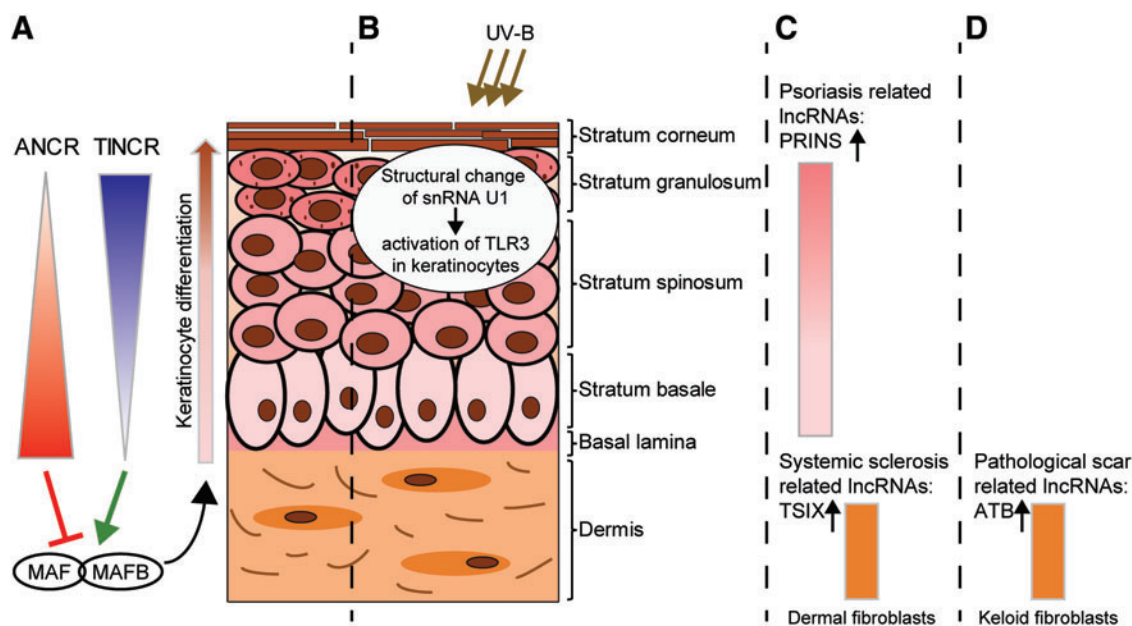 A
B
C
D
UV-B
ANCR
TINCR
Keratinocyte differentiation
MAF
MAFB
Structural change
of snRNA U1
activation of TLR3
in keratinocytes
Stratum corneum
Stratum granulosum
Stratum spinosum
Stratum basale
Basal lamina
Dermis
Psoriasis related
lncRNAs:
PRINS
Systemic sclerosis
related lncRNAs:
TSIX
Dermal fibroblasts
Pathological scar
related lncRNAs:
ATB
Keloid fibroblasts